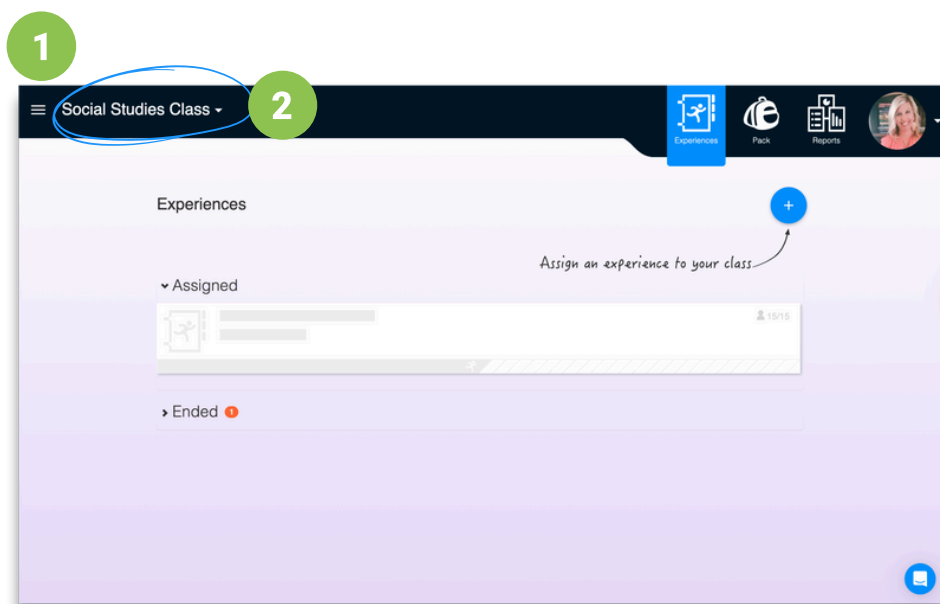 1
Social Studies Class
2
Experiences
Pack
Reports
Experiences
+
Assign an experience to your class
Assigned
15/15
Ended 1